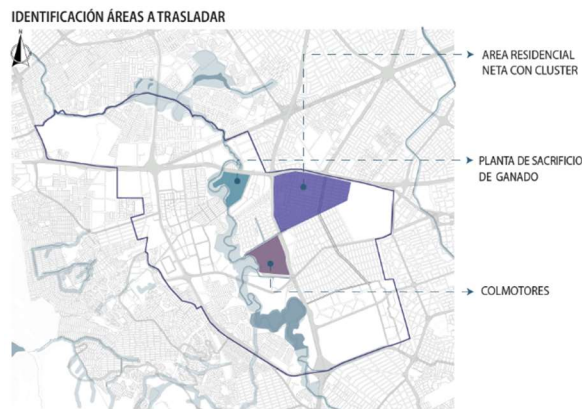 IDENTIFICACIÓN ÁREAS A TRASLADAR
N
AREA RESIDENCIAL
NETA CON CLUSTER
PLANTA DE SACRIFICIO
DE GANADO
COLMOTORES